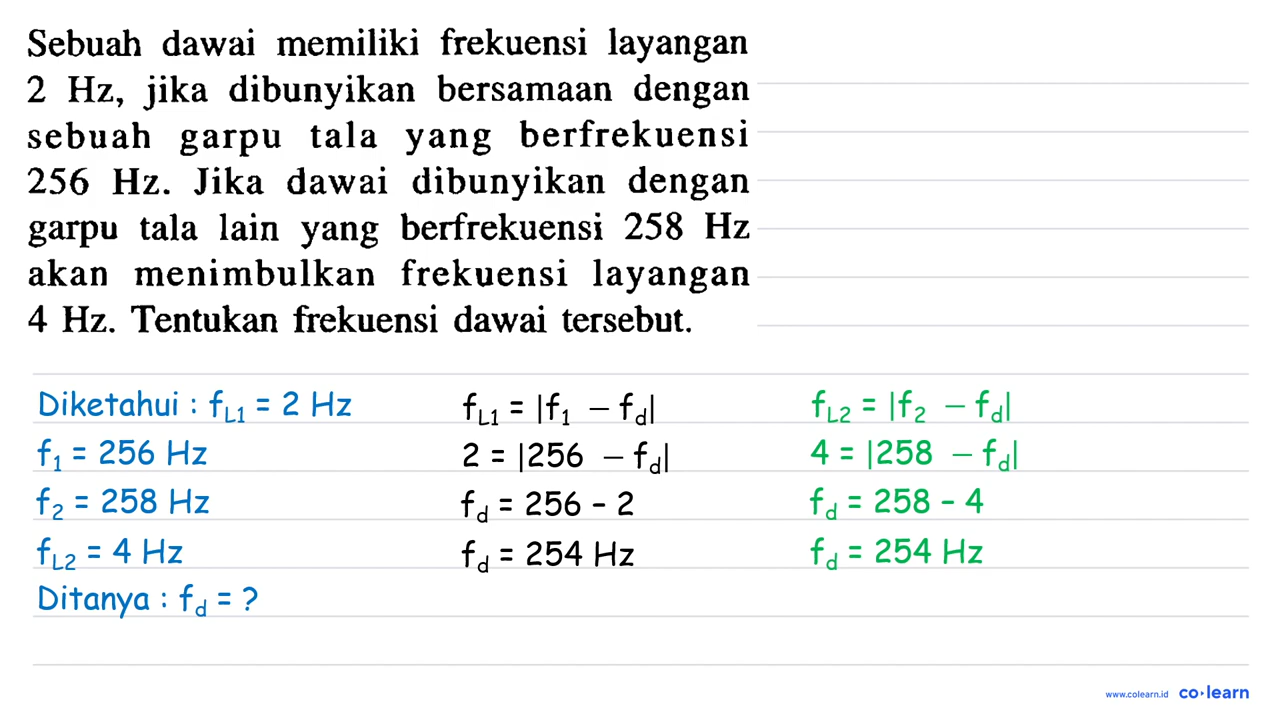 Sebuah dawai memiliki frekuensi layangan
2 Hz, jika dibunyikan bersamaan dengan
sebuah garpu tala yang berfrekuensi
256 Hz. Jika dawai dibunyikan dengan
garpu tala lain yang berfrekuensi 258 Hz
akan menimbulkan frekuensi layangan
4 Hz. Tentukan frekuensi dawai tersebut.
Diketahui : f_L1 = 2 Hz
f_1 = 256 Hz
f_2 = 258 Hz
f_L2 = 4 Hz
Ditanya : f_d = ?
f_L1 = |f_1 – f_d|
2 = |256 – f_d|
f_d = 256 – 2
f_d = 254 Hz
f_L2 = |f_2 – f_d|
4 = |258 – f_d|
f_d = 258 – 4
f_d = 254 Hz
www.colearn.id co·learn